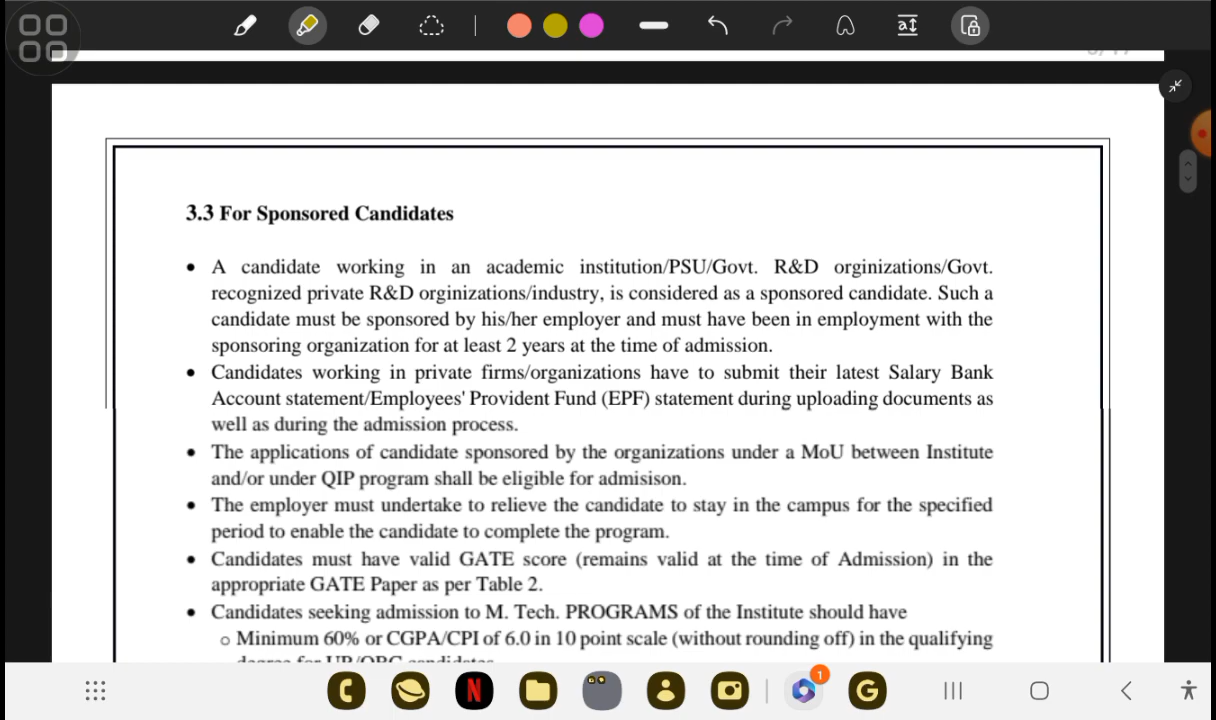 3.3 For Sponsored Candidates
A candidate working in an academic institution/PSU/Govt. R&D orginizations/Govt.
recognized private R&D orginizations/industry, is considered as a sponsored candidate. Such a
candidate must be sponsored by his/her employer and must have been in employment with the
sponsoring organization for at least 2 years at the time of admission.
Candidates working in private firms/organizations have to submit their latest Salary Bank
Account statement/Employees' Provident Fund (EPF) statement during uploading documents as
well as during the admission process.
The applications of candidate sponsored by the organizations under a MoU between Institute
and/or under QIP program shall be eligible for admisison.
The employer must undertake to relieve the candidate to stay in the campus for the specified
period to enable the candidate to complete the program.
Candidates must have valid GATE score (remains valid at the time of Admission) in the
appropriate GATE Paper as per Table 2.
Candidates seeking admission to M. Tech. PROGRAMS of the Institute should have
o Minimum 60% or CGPA/CPI of 6.0 in 10 point scale (without rounding off) in the qualifying
N
1
G